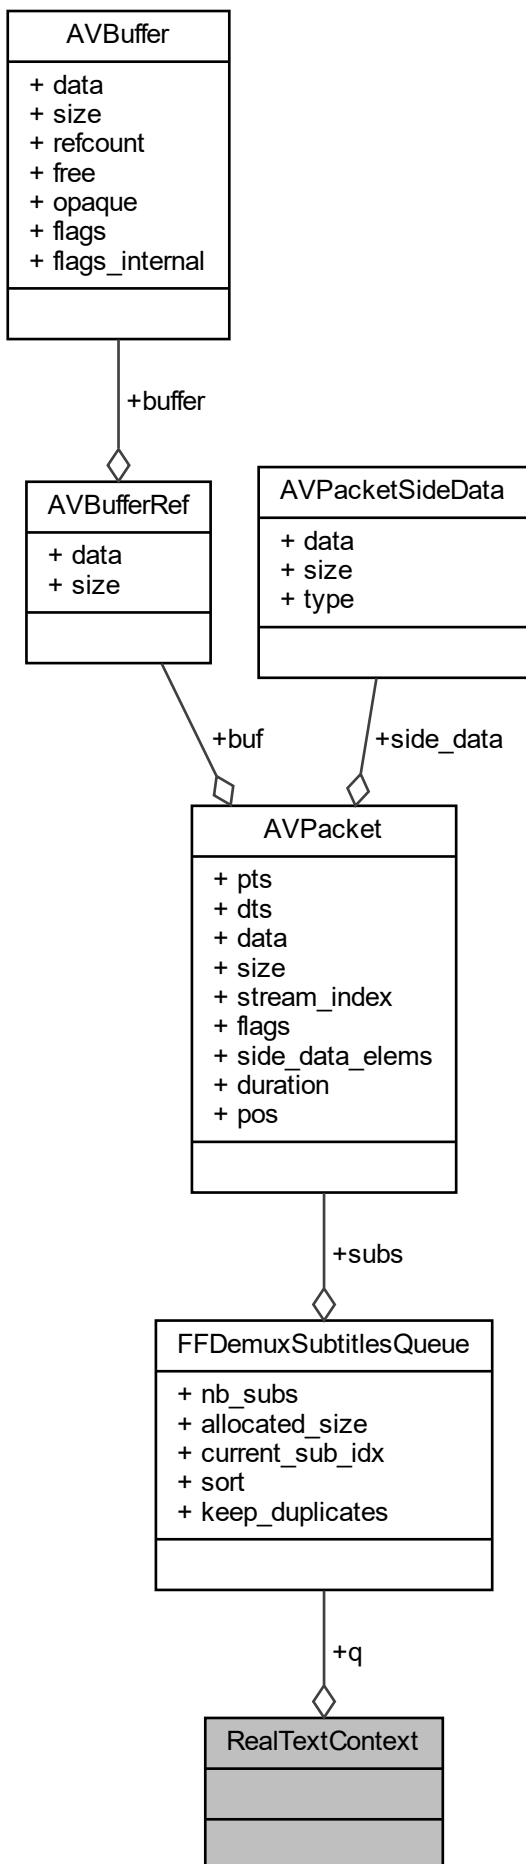 AVBuffer
+ data
+ size
+ refcount
+ free
+ opaque
+ flags
+ flags_internal
+buffer
AVBufferRef
+ data
+ size
AVPacketSideData
+ data
+ size
+ type
+buf
+side_data
AVPacket
+ pts
+ dts
+ data
+ size
+ stream_index
+ flags
+ side_data_elems
+ duration
+ pos
+subs
FFDemuxSubtitlesQueue
+ nb_subs
+ allocated_size
+ current_sub_idx
+ sort
+ keep_duplicates
+q
RealTextContext